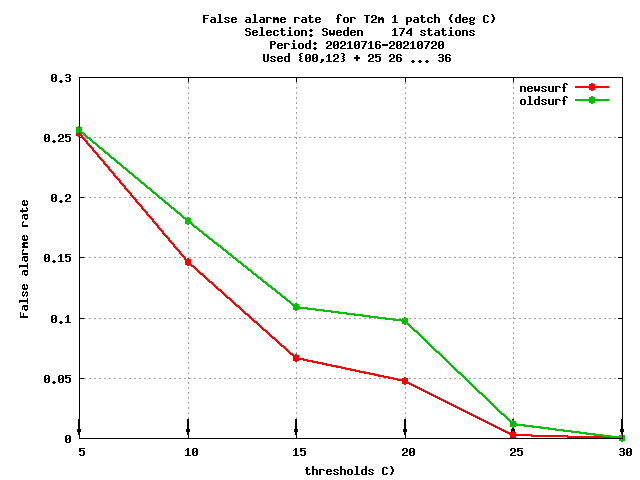 False alarme rate  for T2m 1 patch (deg C)
Selection: Sweden    174 stations
Period: 20210716-20210720
Used {00,12} + 25 26 ... 36
newsurf
oldsurf
0.3
0.25
0.2
0.15
0.1
0.05
0
False alarme rate
5 10 15 20 25 30
thresholds C)